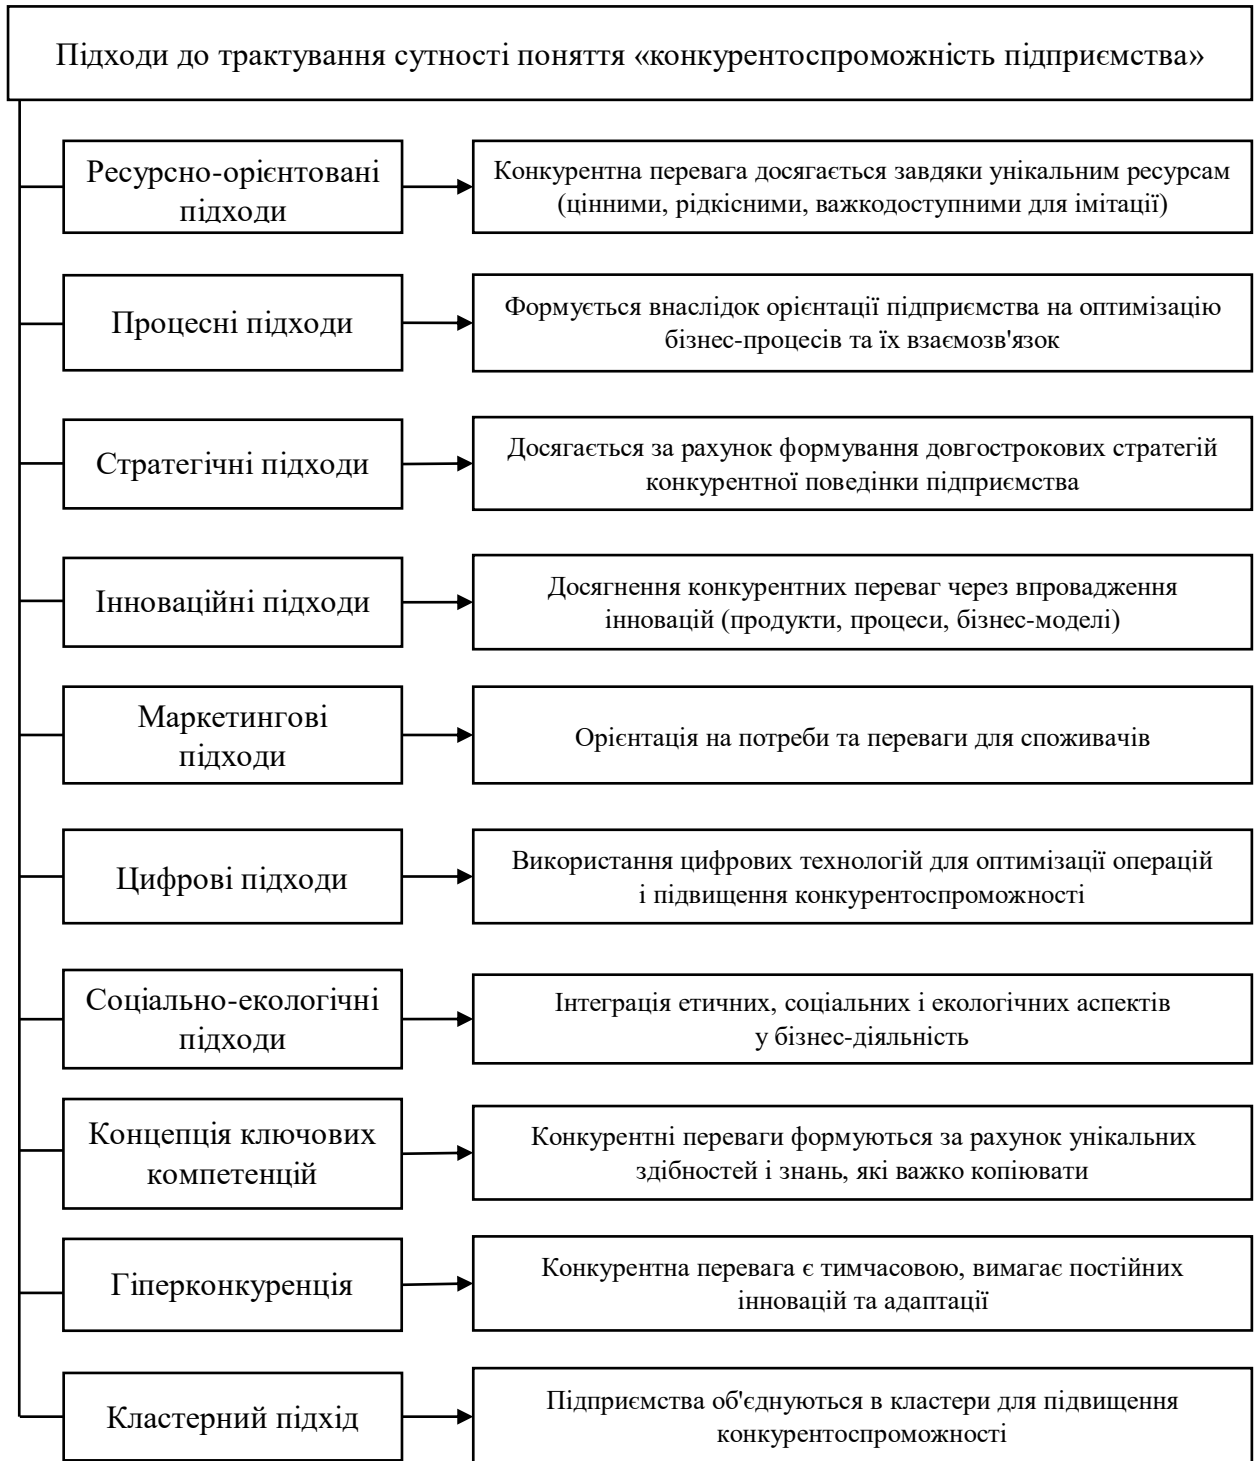 Підходи до трактування сутності поняття «конкурентоспроможність підприємства»
Ресурсно-орієнтовані
підходи
Конкурентна перевага досягається завдяки унікальним ресурсам
(цінними, рідкісними, важкодоступними для імітації)
Процесні підходи
Формується внаслідок орієнтації підприємства на оптимізацію
бізнес-процесів та їх взаємозв'язок
Стратегічні підходи
Досягається за рахунок формування довгострокових стратегій
конкурентної поведінки підприємства
Інноваційні підходи
Досягнення конкурентних переваг через впровадження
інновацій (продукти, процеси, бізнес-моделі)
Маркетингові
підходи
Орієнтація на потреби та переваги для споживачів
Цифрові підходи
Використання цифрових технологій для оптимізації операцій
і підвищення конкурентоспроможності
Соціально-екологічні
підходи
Інтеграція етичних, соціальних і екологічних аспектів
у бізнес-діяльність
Концепція ключових
компетенцій
Конкурентні переваги формуються за рахунок унікальних
здібностей і знань, які важко копіювати
Гіперконкуренція
Конкурентна перевага є тимчасовою, вимагає постійних
інновацій та адаптації
Кластерний підхід
Підприємства об'єднуються в кластери для підвищення
конкурентоспроможності